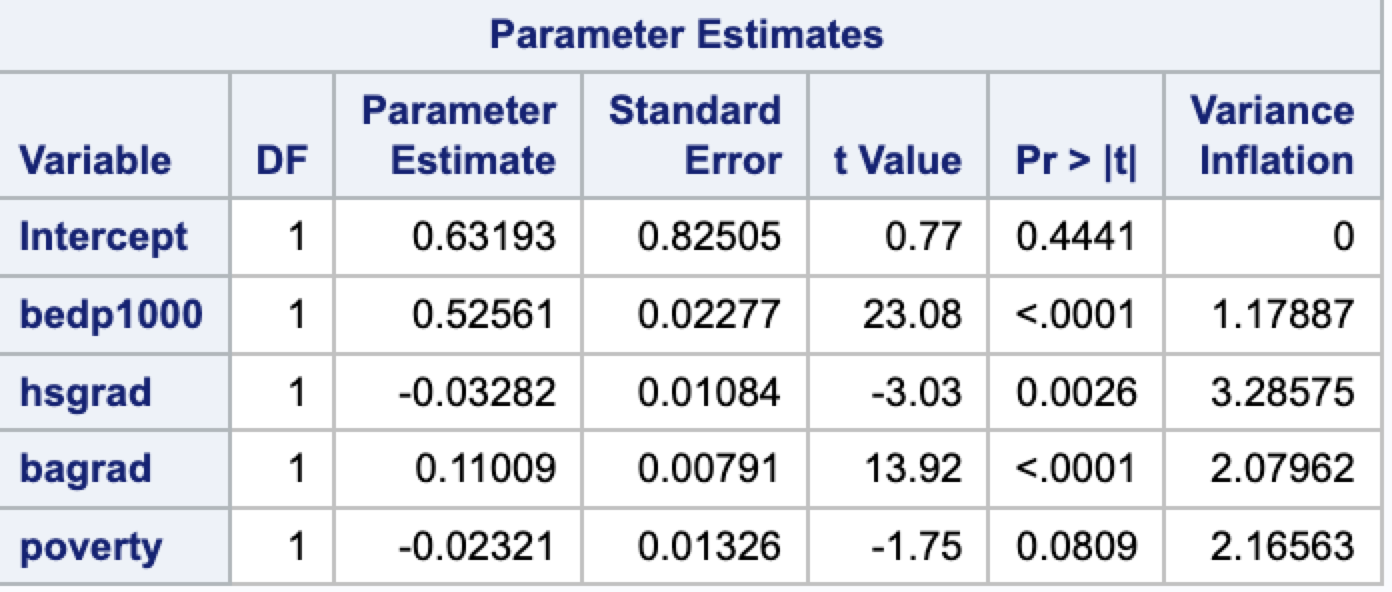 Parameter Estimates
Variable DF Parameter Estimate Standard Error t Value Pr > |t| Variance Inflation
Intercept 1 0.63193 0.82505 0.77 0.4441 0
bedp1000 1 0.52561 0.02277 23.08 <.0001 1.17887
hsgrad 1 -0.03282 0.01084 -3.03 0.0026 3.28575
bagrad 1 0.11009 0.00791 13.92 <.0001 2.07962
poverty 1 -0.02321 0.01326 -1.75 0.0809 2.16563